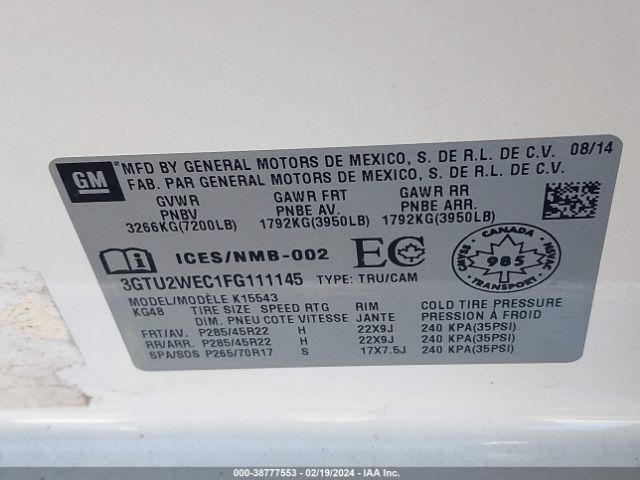 GM
MFD BY GENERAL MOTORS DE MEXICO, S. DE R.L. DE C.V. 08/14
FAB. PAR GENERAL MOTORS DE MEXICO, S. DE R.L. DE C.V.
GVWR GAWR FRT GAWR RR
PNBV PNBE AV. PNBE ARR.
3266KG(7200LB) 1792KG(3950LB) 1792KG(3950LB)
ICES/NMB-002 EC CANADA 985 TRANSPORT
3GTU2WEC1FG111145 TYPE: TRU/CAM
MODEL/MODÈLE K15543
KG48 TIRE SIZE SPEED RTG RIM COLD TIRE PRESSURE
DIM. PNEU COTE VITESSE JANTE PRESSION À FROID
FRT/AV. P285/45R22 H 22X9J 240 KPA(35PSI)
RR/ARR. P285/45R22 H 22X9J 240 KPA(35PSI)
SPA/SOS P265/70R17 S 17X7.5J 240 KPA(35PSI)
000-38777553 - 02/19/2024 - IAA Inc.